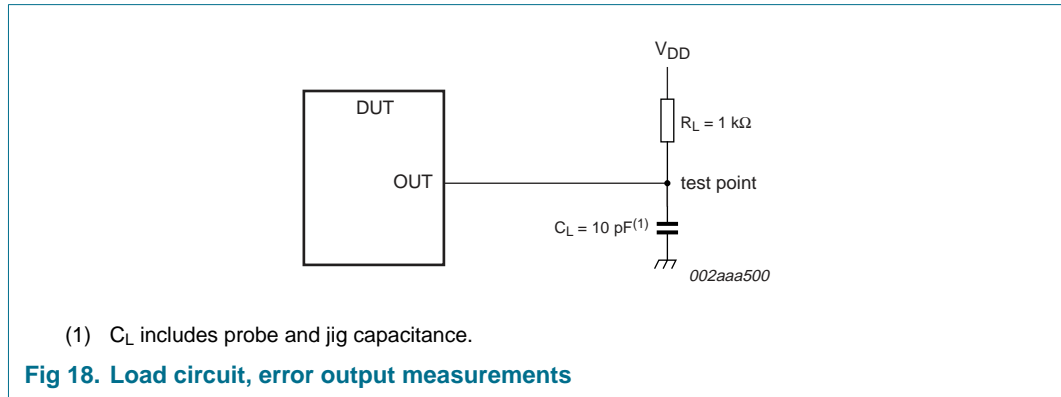 V_DD
DUT
R_L = 1 kΩ
OUT
test point
C_L = 10 pF(1)
002aaa500
(1) C_L includes probe and jig capacitance.
Fig 18. Load circuit, error output measurements